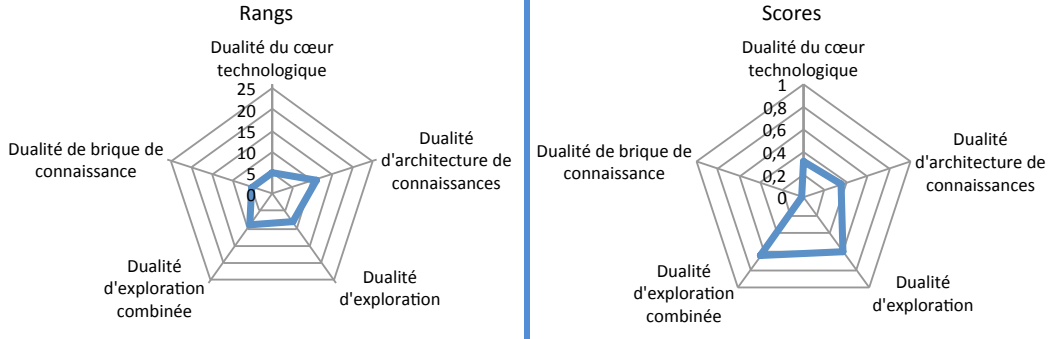 Rangs
Dualité du cœur
technologique
25
20
15
10
5
0
Dualité
d'architecture de
connaissances
Dualité
d'exploration
Dualité
d'exploration
combinée
Dualité de brique de
connaissance
Scores
Dualité du cœur
technologique
1
0,8
0,6
0,4
0,2
0
Dualité
d'architecture de
connaissances
Dualité
d'exploration
Dualité
d'exploration
combinée
Dualité de brique de
connaissance